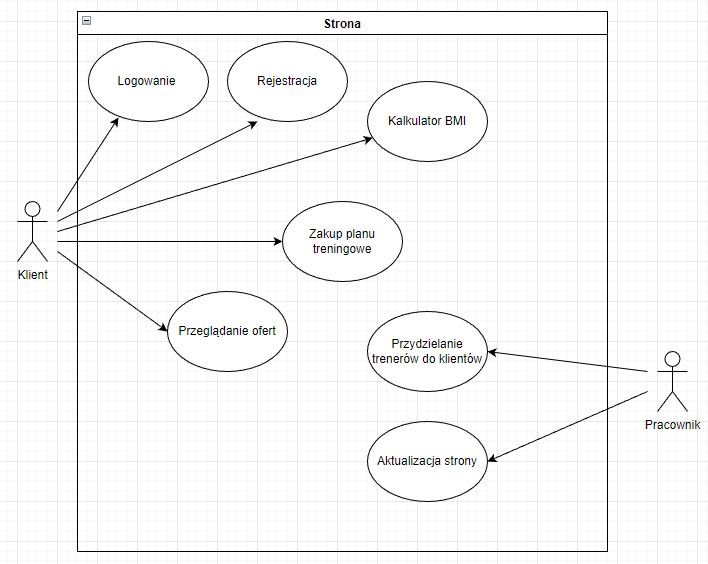 Strona
Logowanie
Rejestracja
Kalkulator BMI
Zakup planu
treningowe
Klient
Przeglądanie ofert
Przydzielanie
trenerów do klientów
Pracownik
Aktualizacja strony